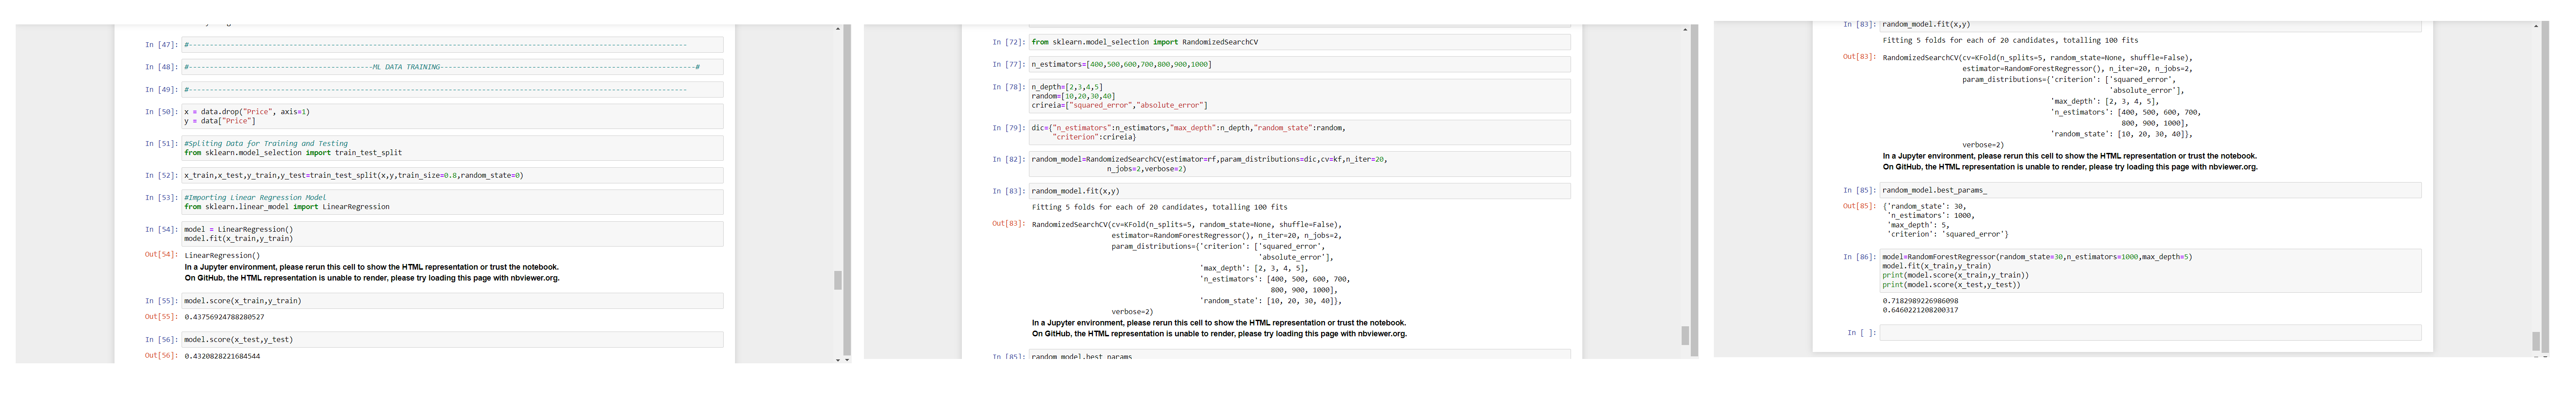 In [47]: #-----------------------------------------------------------------------------------------------------------------------
In [48]: #--------------------------------------------ML DATA TRAINING-------------------------------------------------------------#
In [49]: #-----------------------------------------------------------------------------------------------------------------------
In [50]: x = data.drop("Price", axis=1)
y = data["Price"]
In [51]: #Spliting Data for Training and Testing
from sklearn.model_selection import train_test_split
In [52]: x_train,x_test,y_train,y_test=train_test_split(x,y,train_size=0.8,random_state=0)
In [53]: #Importing Linear Regression Model
from sklearn.linear_model import LinearRegression
In [54]: model = LinearRegression()
model.fit(x_train,y_train)
Out[54]: LinearRegression()
In a Jupyter environment, please rerun this cell to show the HTML representation or trust the notebook.
On GitHub, the HTML representation is unable to render, please try loading this page with nbviewer.org.
In [55]: model.score(x_train,y_train)
Out[55]: 0.43756924788280527
In [56]: model.score(x_test,y_test)
Out[56]: 0.4320828221684544
In [72]: from sklearn.model_selection import RandomizedSearchCV
In [77]: n_estimators=[400,500,600,700,800,900,1000]
In [78]: n_depth=[2,3,4,5]
random=[10,20,30,40]
crireia=["squared_error","absolute_error"]
In [79]: dic={"n_estimators":n_estimators,"max_depth":n_depth,"random_state":random,
"criterion":crireia}
In [82]: random_model=RandomizedSearchCV(estimator=rf,param_distributions=dic,cv=kf,n_iter=20,
n_jobs=2,verbose=2)
In [83]: random_model.fit(x,y)
Fitting 5 folds for each of 20 candidates, totalling 100 fits
Out[83]: RandomizedSearchCV(cv=KFold(n_splits=5, random_state=None, shuffle=False),
estimator=RandomForestRegressor(), n_iter=20, n_jobs=2,
param_distributions={'criterion': ['squared_error',
'absolute_error'],
'max_depth': [2, 3, 4, 5],
'n_estimators': [400, 500, 600, 700,
800, 900, 1000],
'random_state': [10, 20, 30, 40]},
verbose=2)
In a Jupyter environment, please rerun this cell to show the HTML representation or trust the notebook.
On GitHub, the HTML representation is unable to render, please try loading this page with nbviewer.org.
In [85]: random_model.best_params
In [83]: random_model.fit(x,y)
Fitting 5 folds for each of 20 candidates, totalling 100 fits
Out[83]: RandomizedSearchCV(cv=KFold(n_splits=5, random_state=None, shuffle=False),
estimator=RandomForestRegressor(), n_iter=20, n_jobs=2,
param_distributions={'criterion': ['squared_error',
'absolute_error'],
'max_depth': [2, 3, 4, 5],
'n_estimators': [400, 500, 600, 700,
800, 900, 1000],
'random_state': [10, 20, 30, 40]},
verbose=2)
In a Jupyter environment, please rerun this cell to show the HTML representation or trust the notebook.
On GitHub, the HTML representation is unable to render, please try loading this page with nbviewer.org.
In [85]: random_model.best_params_
Out[85]: {'random_state': 30,
'n_estimators': 1000,
'max_depth': 5,
'criterion': 'squared_error'}
In [86]: model=RandomForestRegressor(random_state=30,n_estimators=1000,max_depth=5)
model.fit(x_train,y_train)
print(model.score(x_train,y_train))
print(model.score(x_test,y_test))
0.7182989226986098
0.6460221208200317
In [ ]: